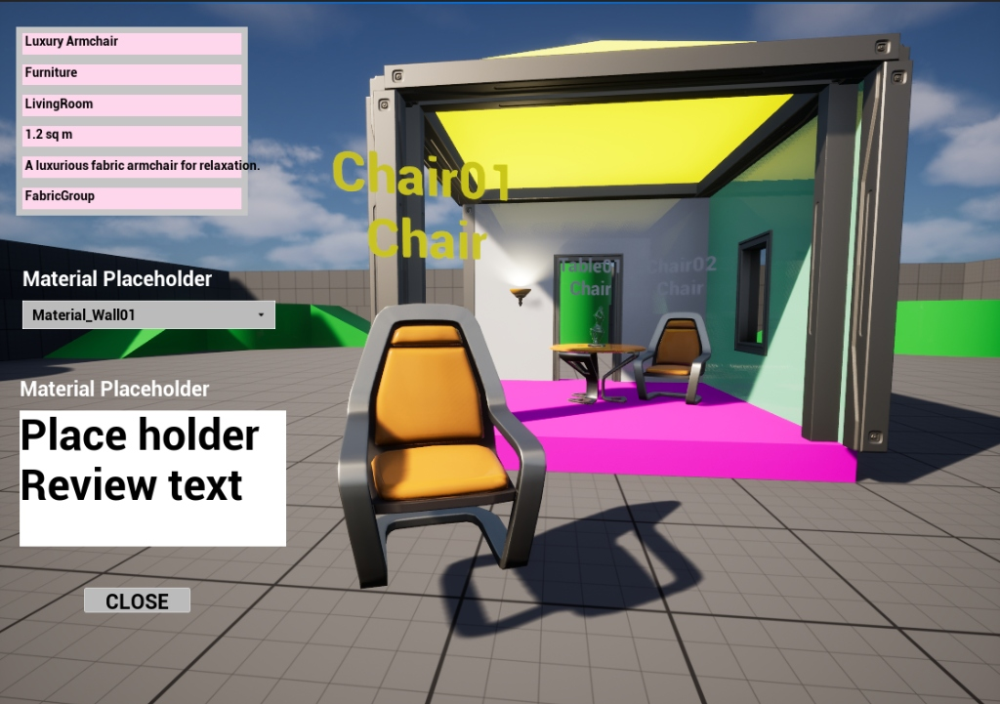 Luxury Armchair
Furniture
LivingRoom
1.2 sq m
A luxurious fabric armchair for relaxation.
FabricGroup
Chair01
Chair
Table01
Chair
Chair02
Chair
Material Placeholder
Material_Wall01
Material Placeholder
Place holder
Review text
CLOSE